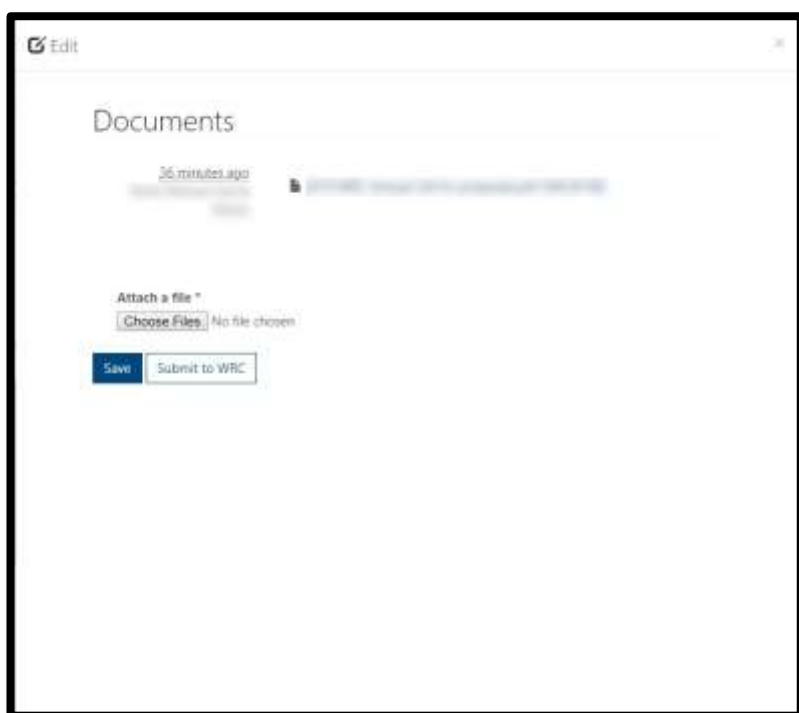 Edit
×
Documents
36 minutes ago
Attach a file *
Choose Files No file chosen
Save Submit to WRC